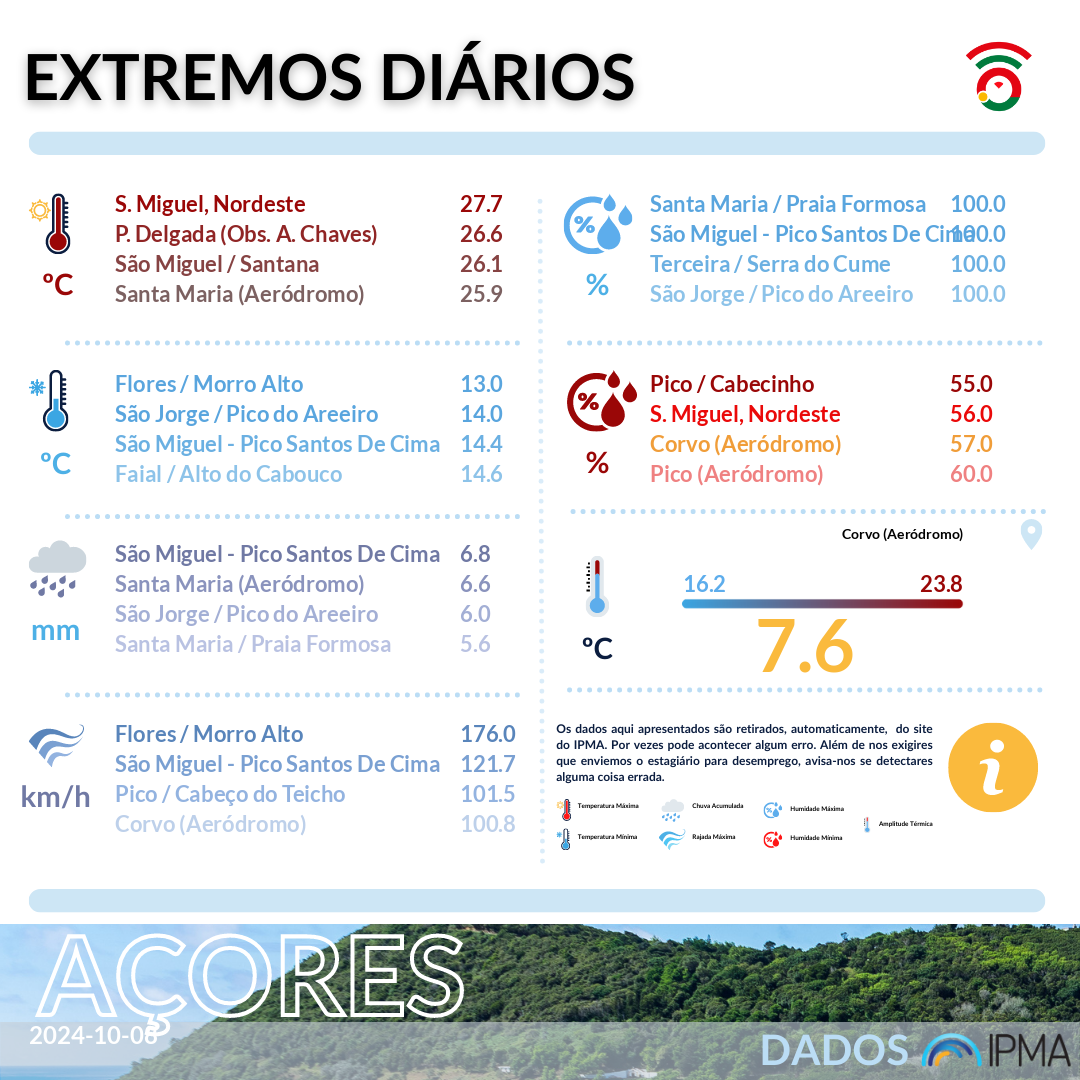 EXTREMOS DIÁRIOS
S. Miguel, Nordeste 27.7
P. Delgada (Obs. A. Chaves) 26.6
São Miguel / Santana 26.1
Santa Maria (Aeródromo) 25.9
ºC
Flores / Morro Alto 13.0
São Jorge / Pico do Areeiro 14.0
São Miguel - Pico Santos De Cima 14.4
Faial / Alto do Cabouco 14.6
ºC
São Miguel - Pico Santos De Cima 6.8
Santa Maria (Aeródromo) 6.6
São Jorge / Pico do Areeiro 6.0
Santa Maria / Praia Formosa 5.6
mm
Flores / Morro Alto 176.0
São Miguel - Pico Santos De Cima 121.7
Pico / Cabeço do Teicho 101.5
Corvo (Aeródromo) 100.8
km/h
%
Santa Maria / Praia Formosa 100.0
São Miguel - Pico Santos De Cima 100.0
Terceira / Serra do Cume 100.0
São Jorge / Pico do Areeiro 100.0
%
%
Pico / Cabecinho 55.0
S. Miguel, Nordeste 56.0
Corvo (Aeródromo) 57.0
Pico (Aeródromo) 60.0
%
Corvo (Aeródromo)
16.2 23.8
7.6
ºC
Os dados aqui apresentados são retirados, automaticamente, do site
do IPMA. Por vezes pode acontecer algum erro. Além de nos exigires
que enviemos o estagiário para desemprego, avisa-nos se detectares
alguma coisa errada.
i
Temperatura Máxima
Chuva Acumulada
Humidade Máxima
Amplitude Térmica
Temperatura Mínima
Rajada Máxima
Humidade Mínima
AÇORES
2024-10-08
DADOS IPMA